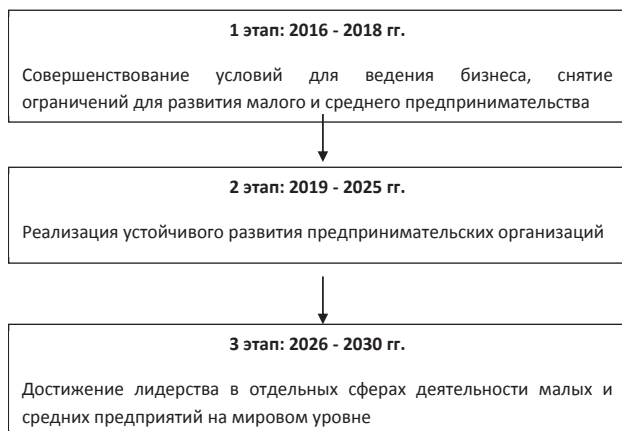 1 этап: 2016 - 2018 гг.
Совершенствование условий для ведения бизнеса, снятие
ограничений для развития малого и среднего предпринимательства
2 этап: 2019 - 2025 гг.
Реализация устойчивого развития предпринимательских организаций
3 этап: 2026 - 2030 гг.
Достижение лидерства в отдельных сферах деятельности малых и
средних предприятий на мировом уровне